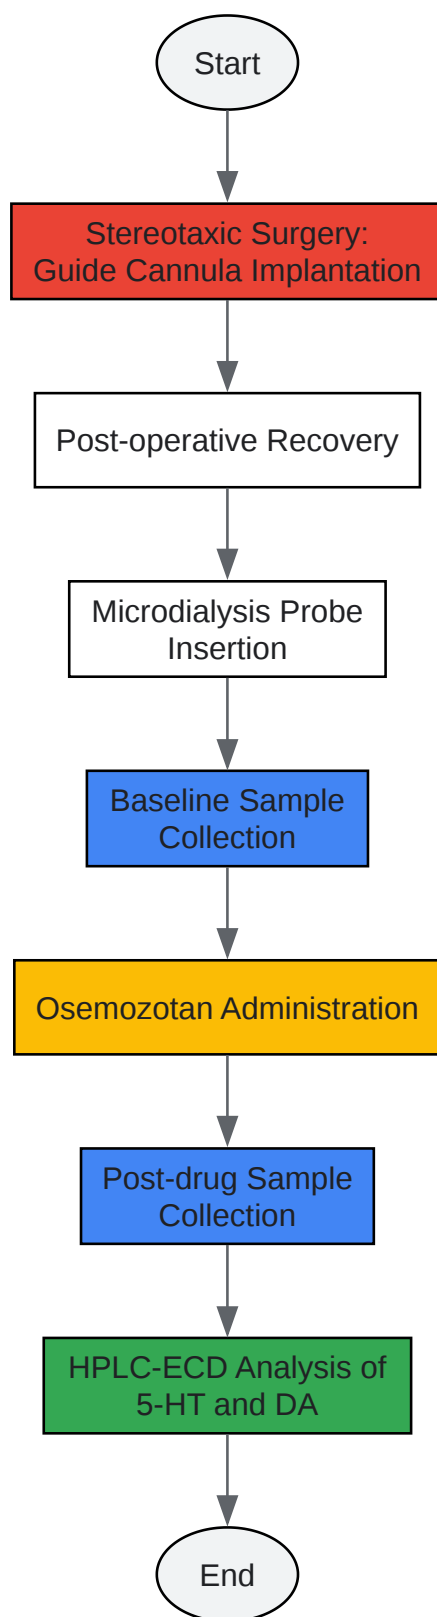 Start
Stereotaxic Surgery:
Guide Cannula Implantation
Post-operative Recovery
Microdialysis Probe
Insertion
Baseline Sample
Collection
Osemozotan Administration
Post-drug Sample
Collection
HPLC-ECD Analysis of
5-HT and DA
End